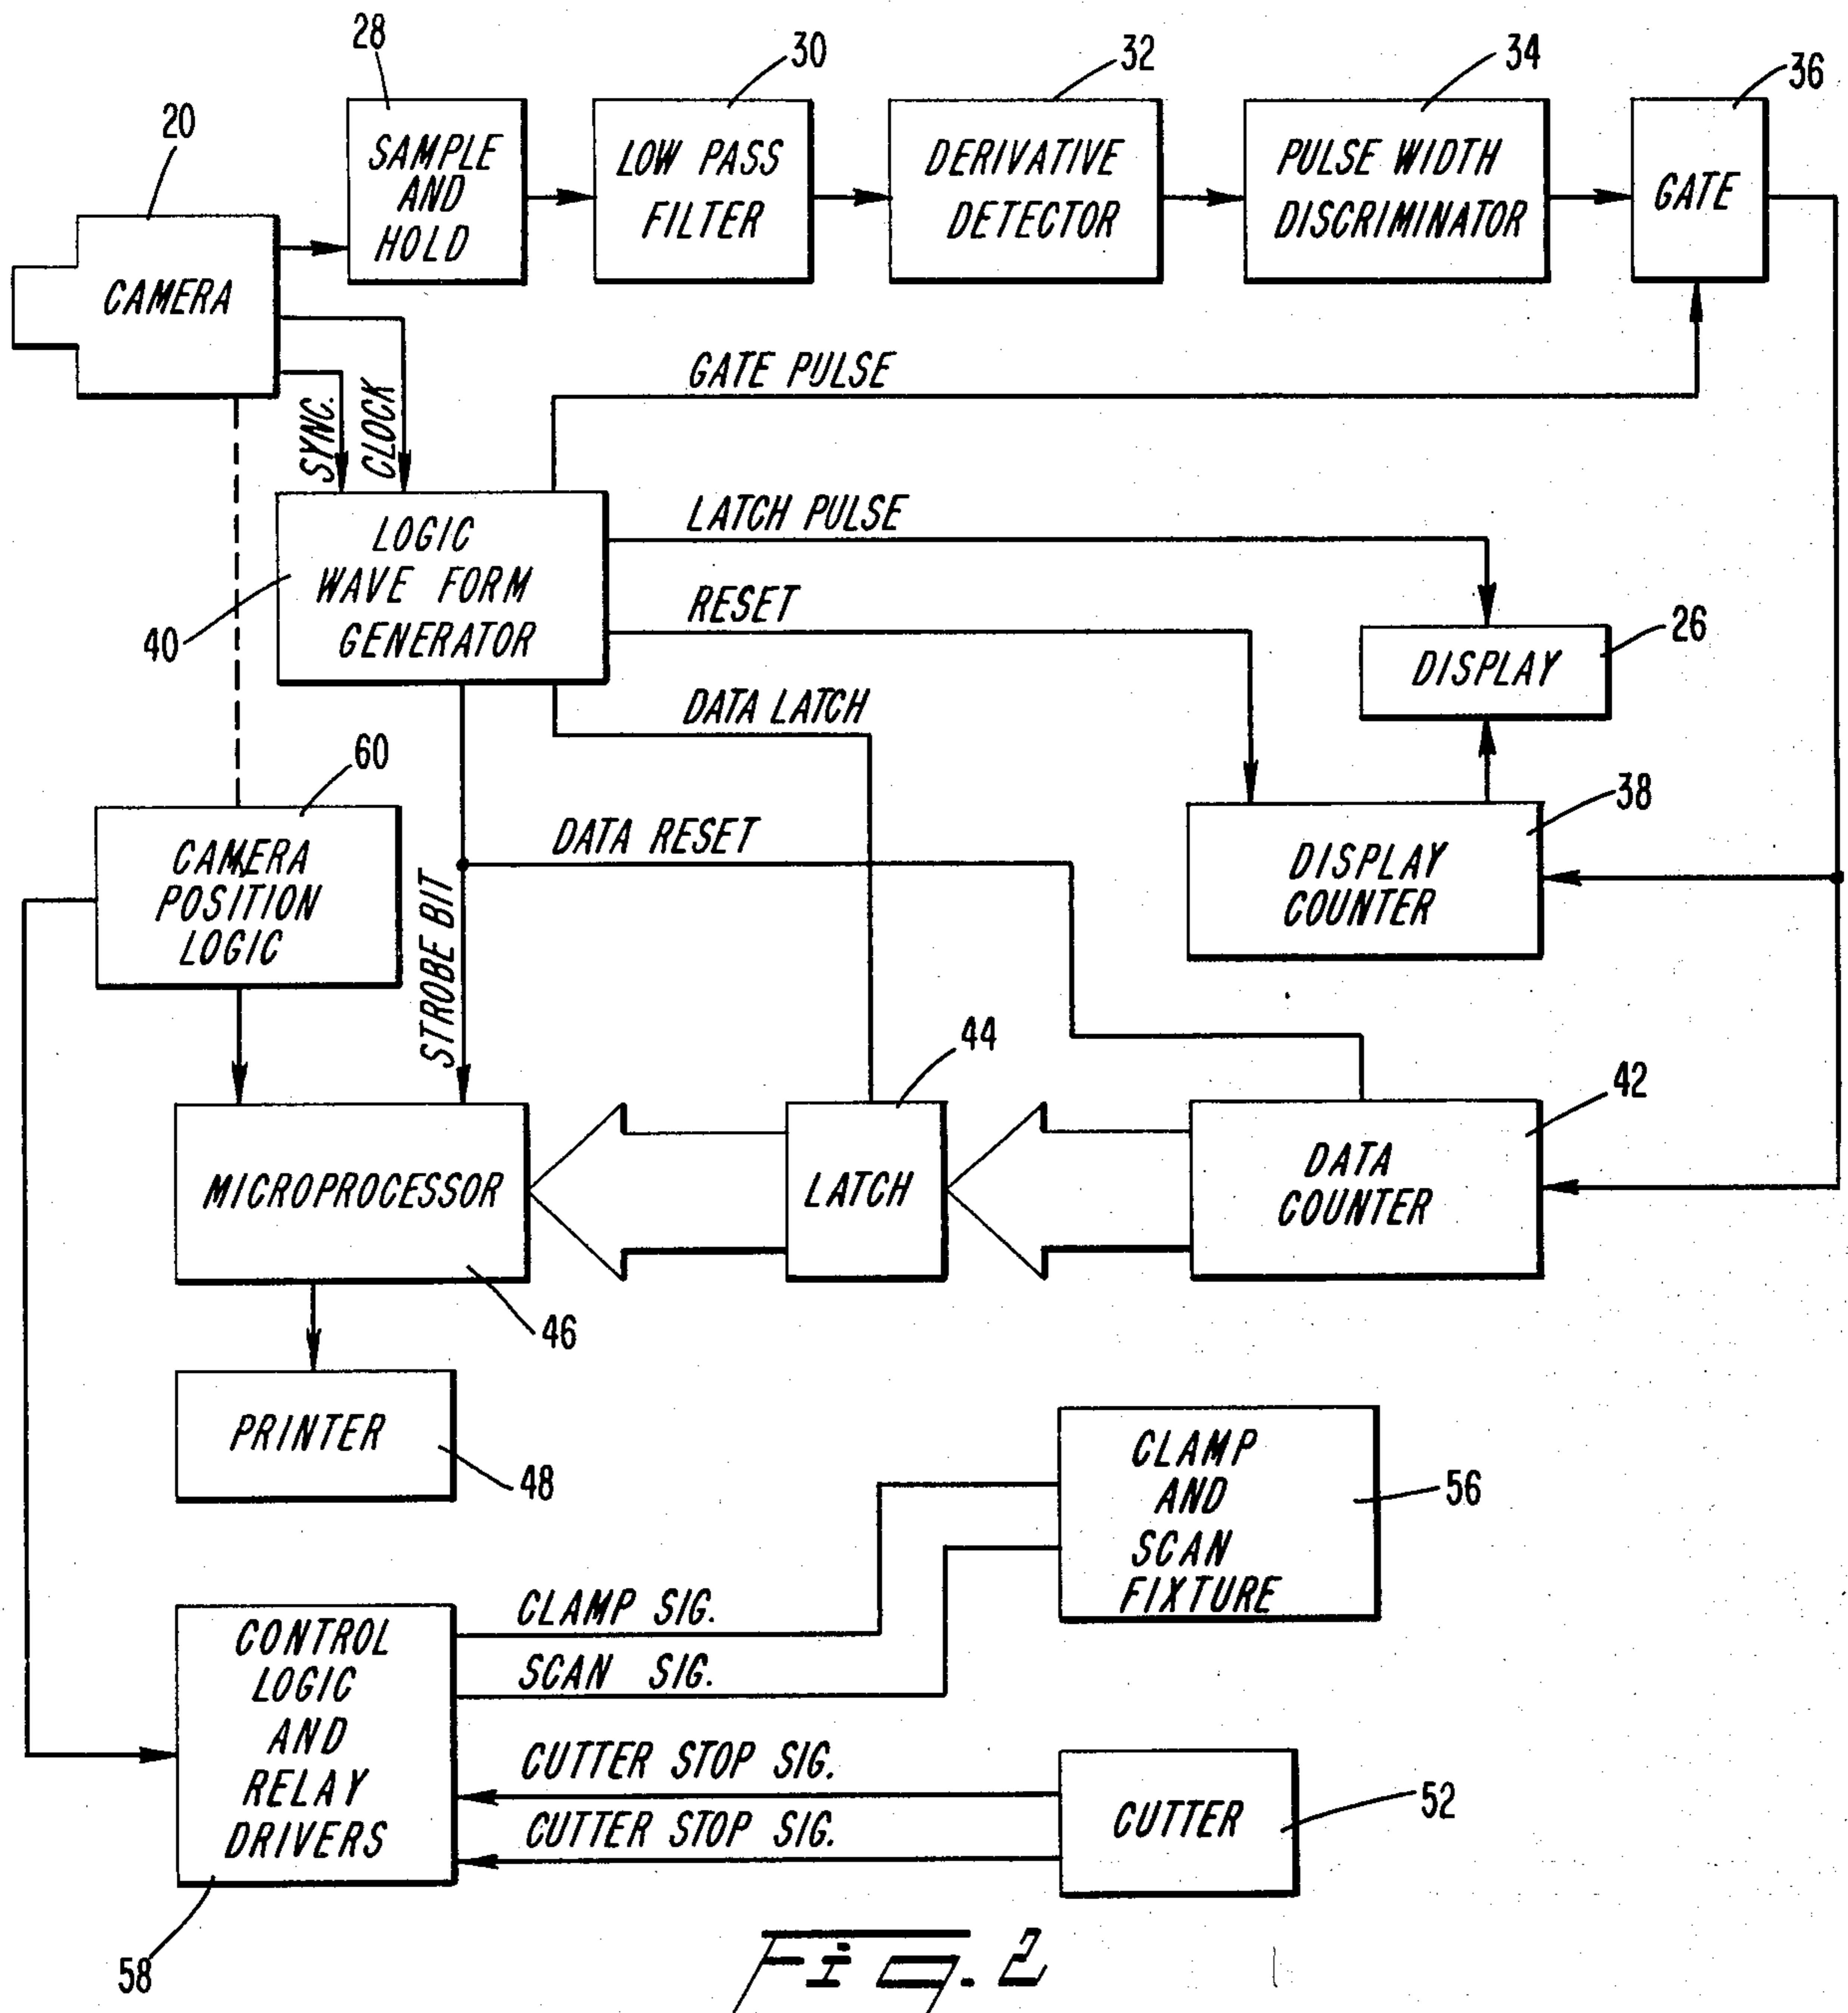 28
30
32
34
36
20
SAMPLE
AND
HOLD
LOW PASS
FILTER
DERIVATIVE
DETECTOR
PULSE WIDTH
DISCRIMINATOR
GATE
CAMERA
SYNC.
CLOCK
GATE PULSE
LATCH PULSE
LOGIC
WAVE FORM
GENERATOR
40
RESET
26
DISPLAY
DATA LATCH
60
38
DATA RESET
CAMERA
POSITION
LOGIC
DISPLAY
COUNTER
STROBE BIT
44
42
MICROPROCESSOR
LATCH
DATA
COUNTER
46
PRINTER
48
CLAMP
AND
SCAN
FIXTURE
56
CLAMP SIG.
SCAN SIG.
CONTROL
LOGIC
AND
RELAY
DRIVERS
CUTTER STOP SIG.
CUTTER STOP SIG.
CUTTER
52
58
Fig. 2